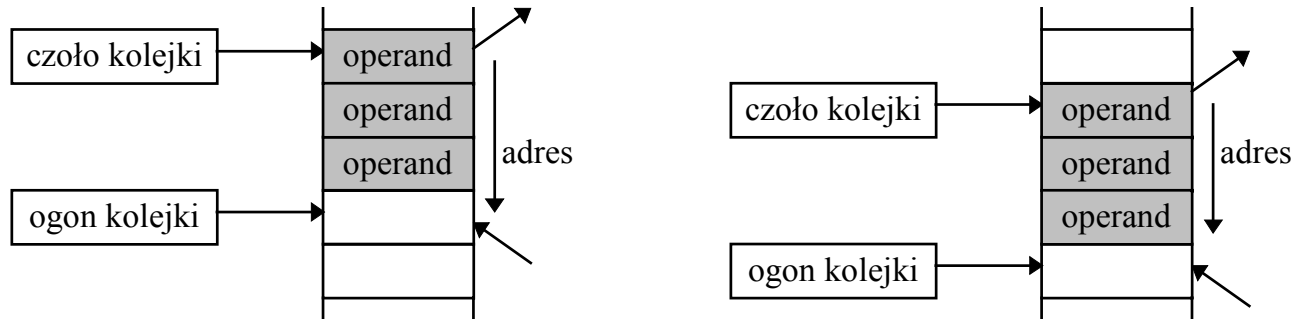 czoło kolejki
operand
operand
operand
adres
ogon kolejki
czoło kolejki
operand
operand
operand
adres
ogon kolejki